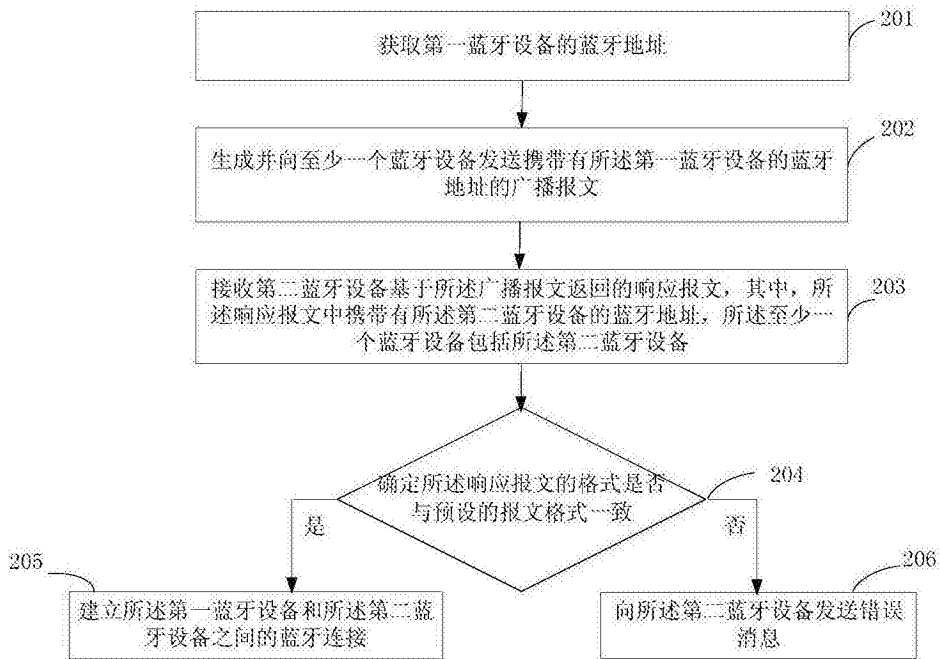 201
获取第一蓝牙设备的蓝牙地址
202
生成并向至少一个蓝牙设备发送携带有所述第一蓝牙设备的蓝牙
地址的广播报文
203
接收第二蓝牙设备基于所述广播报文返回的响应报文，其中，所
述响应报文中携带有所述第二蓝牙设备的蓝牙地址，所述至少一
个蓝牙设备包括所述第二蓝牙设备
204
确定所述响应报文的格式是否
与预设的报文格式一致
是
否
205
建立所述第一蓝牙设备和所述第二蓝
牙设备之间的蓝牙连接
206
向所述第二蓝牙设备发送错误
消息